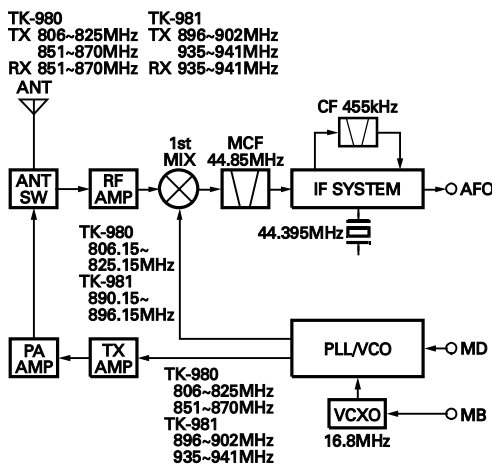 TK-980 TK-981
TX 806~825MHz TX 896~902MHz
851~870MHz 935~941MHz
RX 851~870MHz RX 935~941MHz
ANT
CF 455kHz
1st
MIX
MCF
44.85MHz
ANT
SW
RF
AMP
IF SYSTEM
AFO
44.395MHz
TK-980
806.15~
825.15MHz
TK-981
890.15~
896.15MHz
PA
AMP
TX
AMP
PLL/VCO
MD
TK-980
806~825MHz
851~870MHz
TK-981
896~902MHz
935~941MHz
VCXO
MB
16.8MHz